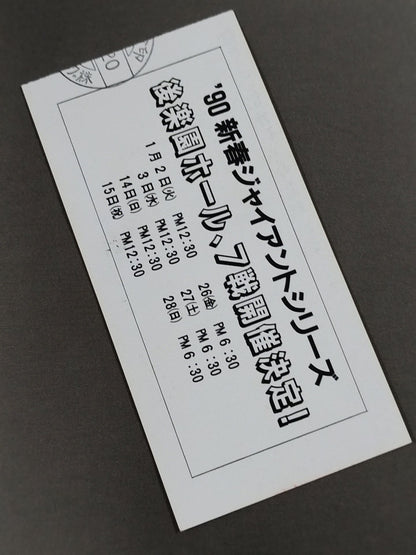 '90 新春ジャイアントシリーズ
後楽園ホール、7戦開催決定!
1月2日(火) PM12:30
3日(水) PM12:30
14日(日) PM12:30
15日(祝) PM12:30
26(金) PM6:30
27(土) PM6:30
28(日) PM6:30
20